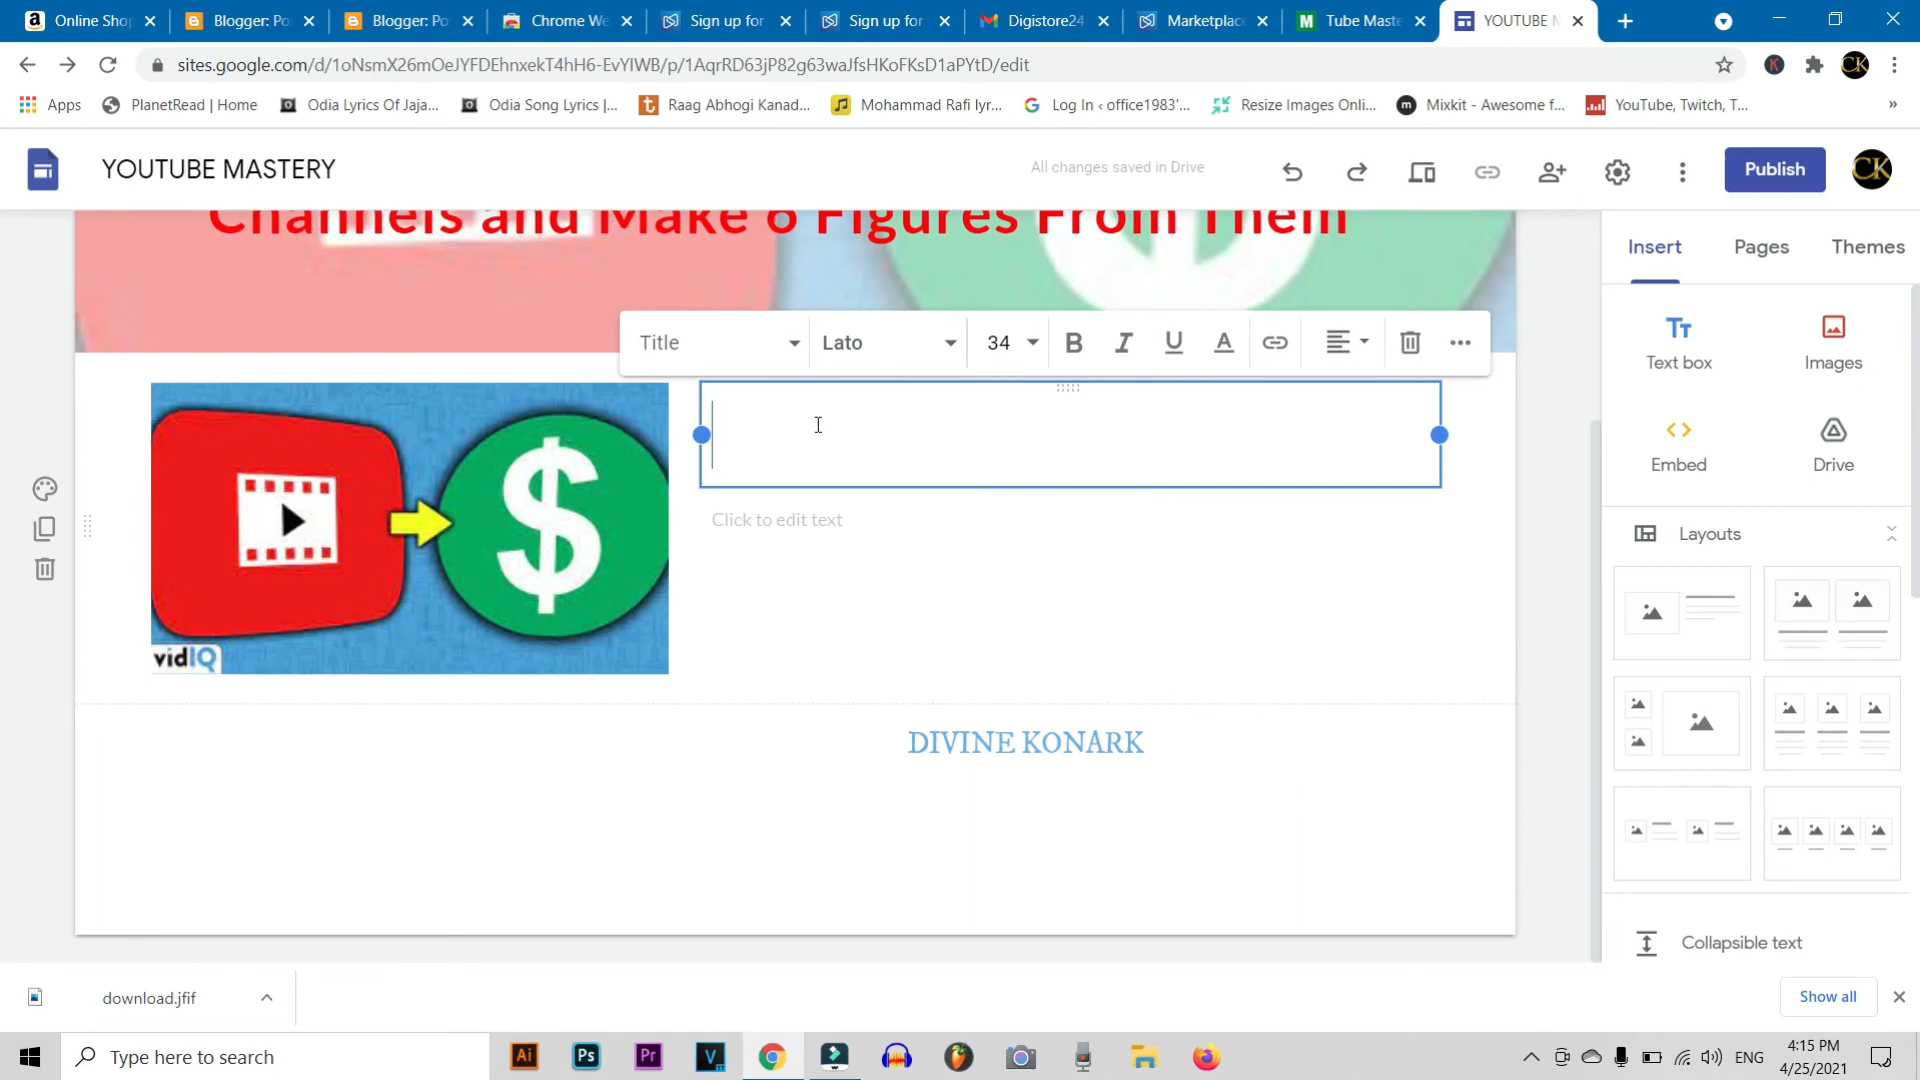 Online Shop
Blogger: Po
Blogger: Po
Chrome We
Sign up for
Sign up for
Digistore24
Marketplac
Tube Maste
YOUTUBE M
sites.google.com/d/1oNsmX26mOeJYFDEhnxekT4hH6-EvYlWB/p/1AqrRD63jP82g63waJfsHKoFKsD1aPYtD/edit
Apps
PlanetRead | Home
Odia Lyrics Of Jaja...
Odia Song Lyrics |...
Raag Abhogi Kanad...
Mohammad Rafi lyr...
Log In ‹ office1983'...
Resize Images Onli...
Mixkit - Awesome f...
YouTube, Twitch, T...
»
YOUTUBE MASTERY
All changes saved in Drive
Publish
CK
Channels and Make 6 Figures From Them
Insert
Pages
Themes
Title
Lato
34
Text box
Images
Embed
Drive
Click to edit text
vidIQ
Layouts
DIVINE KONARK
Collapsible text
download.jfif
Show all
Type here to search
Ai
Ps
Pr
ENG
4:15 PM
4/25/2021